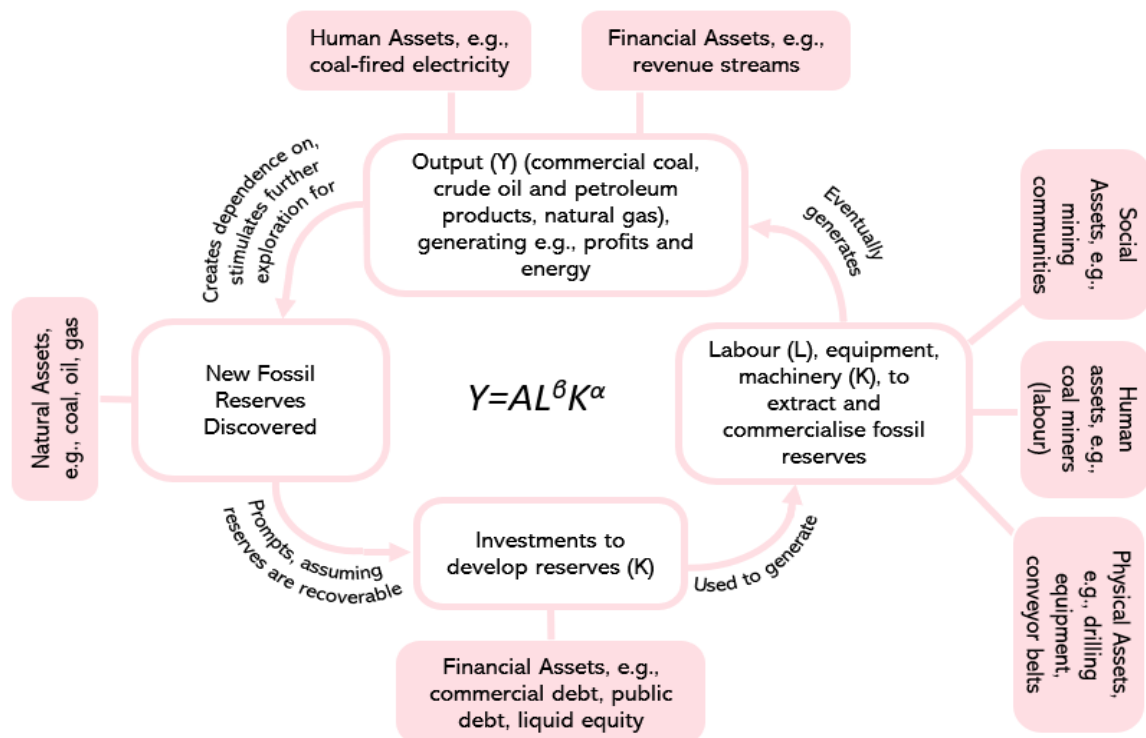 Human Assets, e.g.,
coal-fired electricity
Financial Assets, e.g.,
revenue streams
Output (Y) (commercial coal,
crude oil and petroleum
products, natural gas),
generating e.g., profits and
energy
Creates dependence on,
stimulates further
exploration for
Eventually
generates
Social
Assets, e.g.,
mining
communities
Natural Assets,
e.g., coal, oil, gas
New Fossil
Reserves
Discovered
Y=AL^βK^α
Labour (L), equipment,
machinery (K), to
extract and
commercialise fossil
reserves
Human
assets, e.g.,
coal miners
(labour)
Prompts, assuming
reserves are recoverable
Investments to
develop reserves (K)
Used to generate
Physical Assets,
e.g., drilling
equipment,
conveyor belts
Financial Assets, e.g.,
commercial debt, public
debt, liquid equity